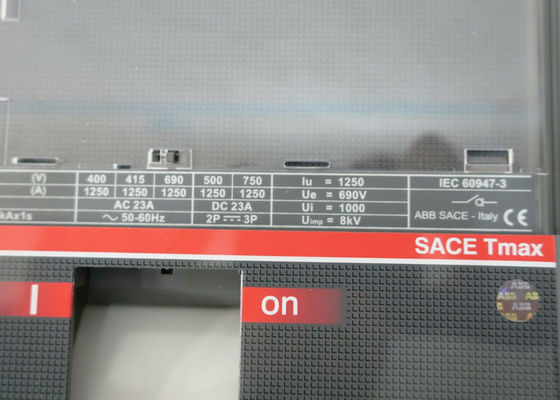 (V) 400 415 690 500 750 Iu = 1250 IEC 60947-3
(A) 1250 1250 1250 1250 1250 Ue = 690V
AC 23A DC 23A Ui = 1000
kAx1s ~ 50-60Hz 2P ⎓ 3P Uimp = 8kV ABB SACE - Italy CE
SACE Tmax
I on
ABB